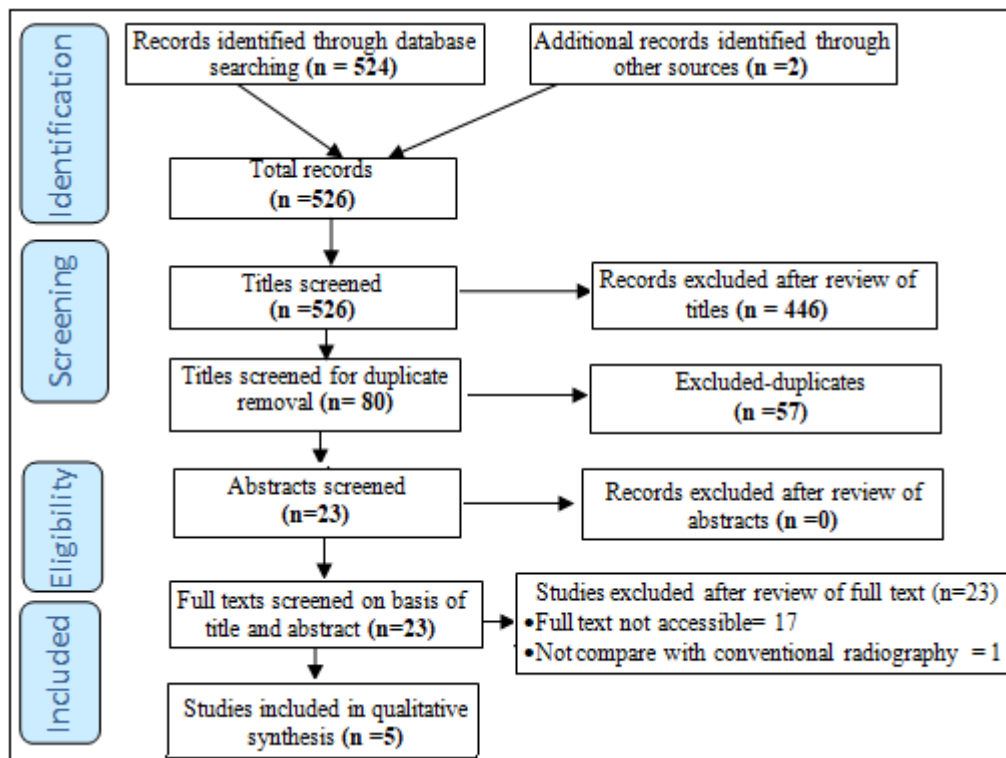 Identification
Records identified through database
searching (n = 524)
Additional records identified through
other sources (n =2)
Total records
(n =526)
Screening
Titles screened
(n =526)
Records excluded after review of
titles (n = 446)
Titles screened for duplicate
removal (n= 80)
Excluded-duplicates
(n =57)
Eligibility
Abstracts screened
(n=23)
Records excluded after review of
abstracts (n =0)
Included
Full texts screened on basis of
title and abstract (n=23)
Studies excluded after review of full text (n=23)
•Full text not accessible= 17
•Not compare with conventional radiography = 1
Studies included in qualitative
synthesis (n =5)